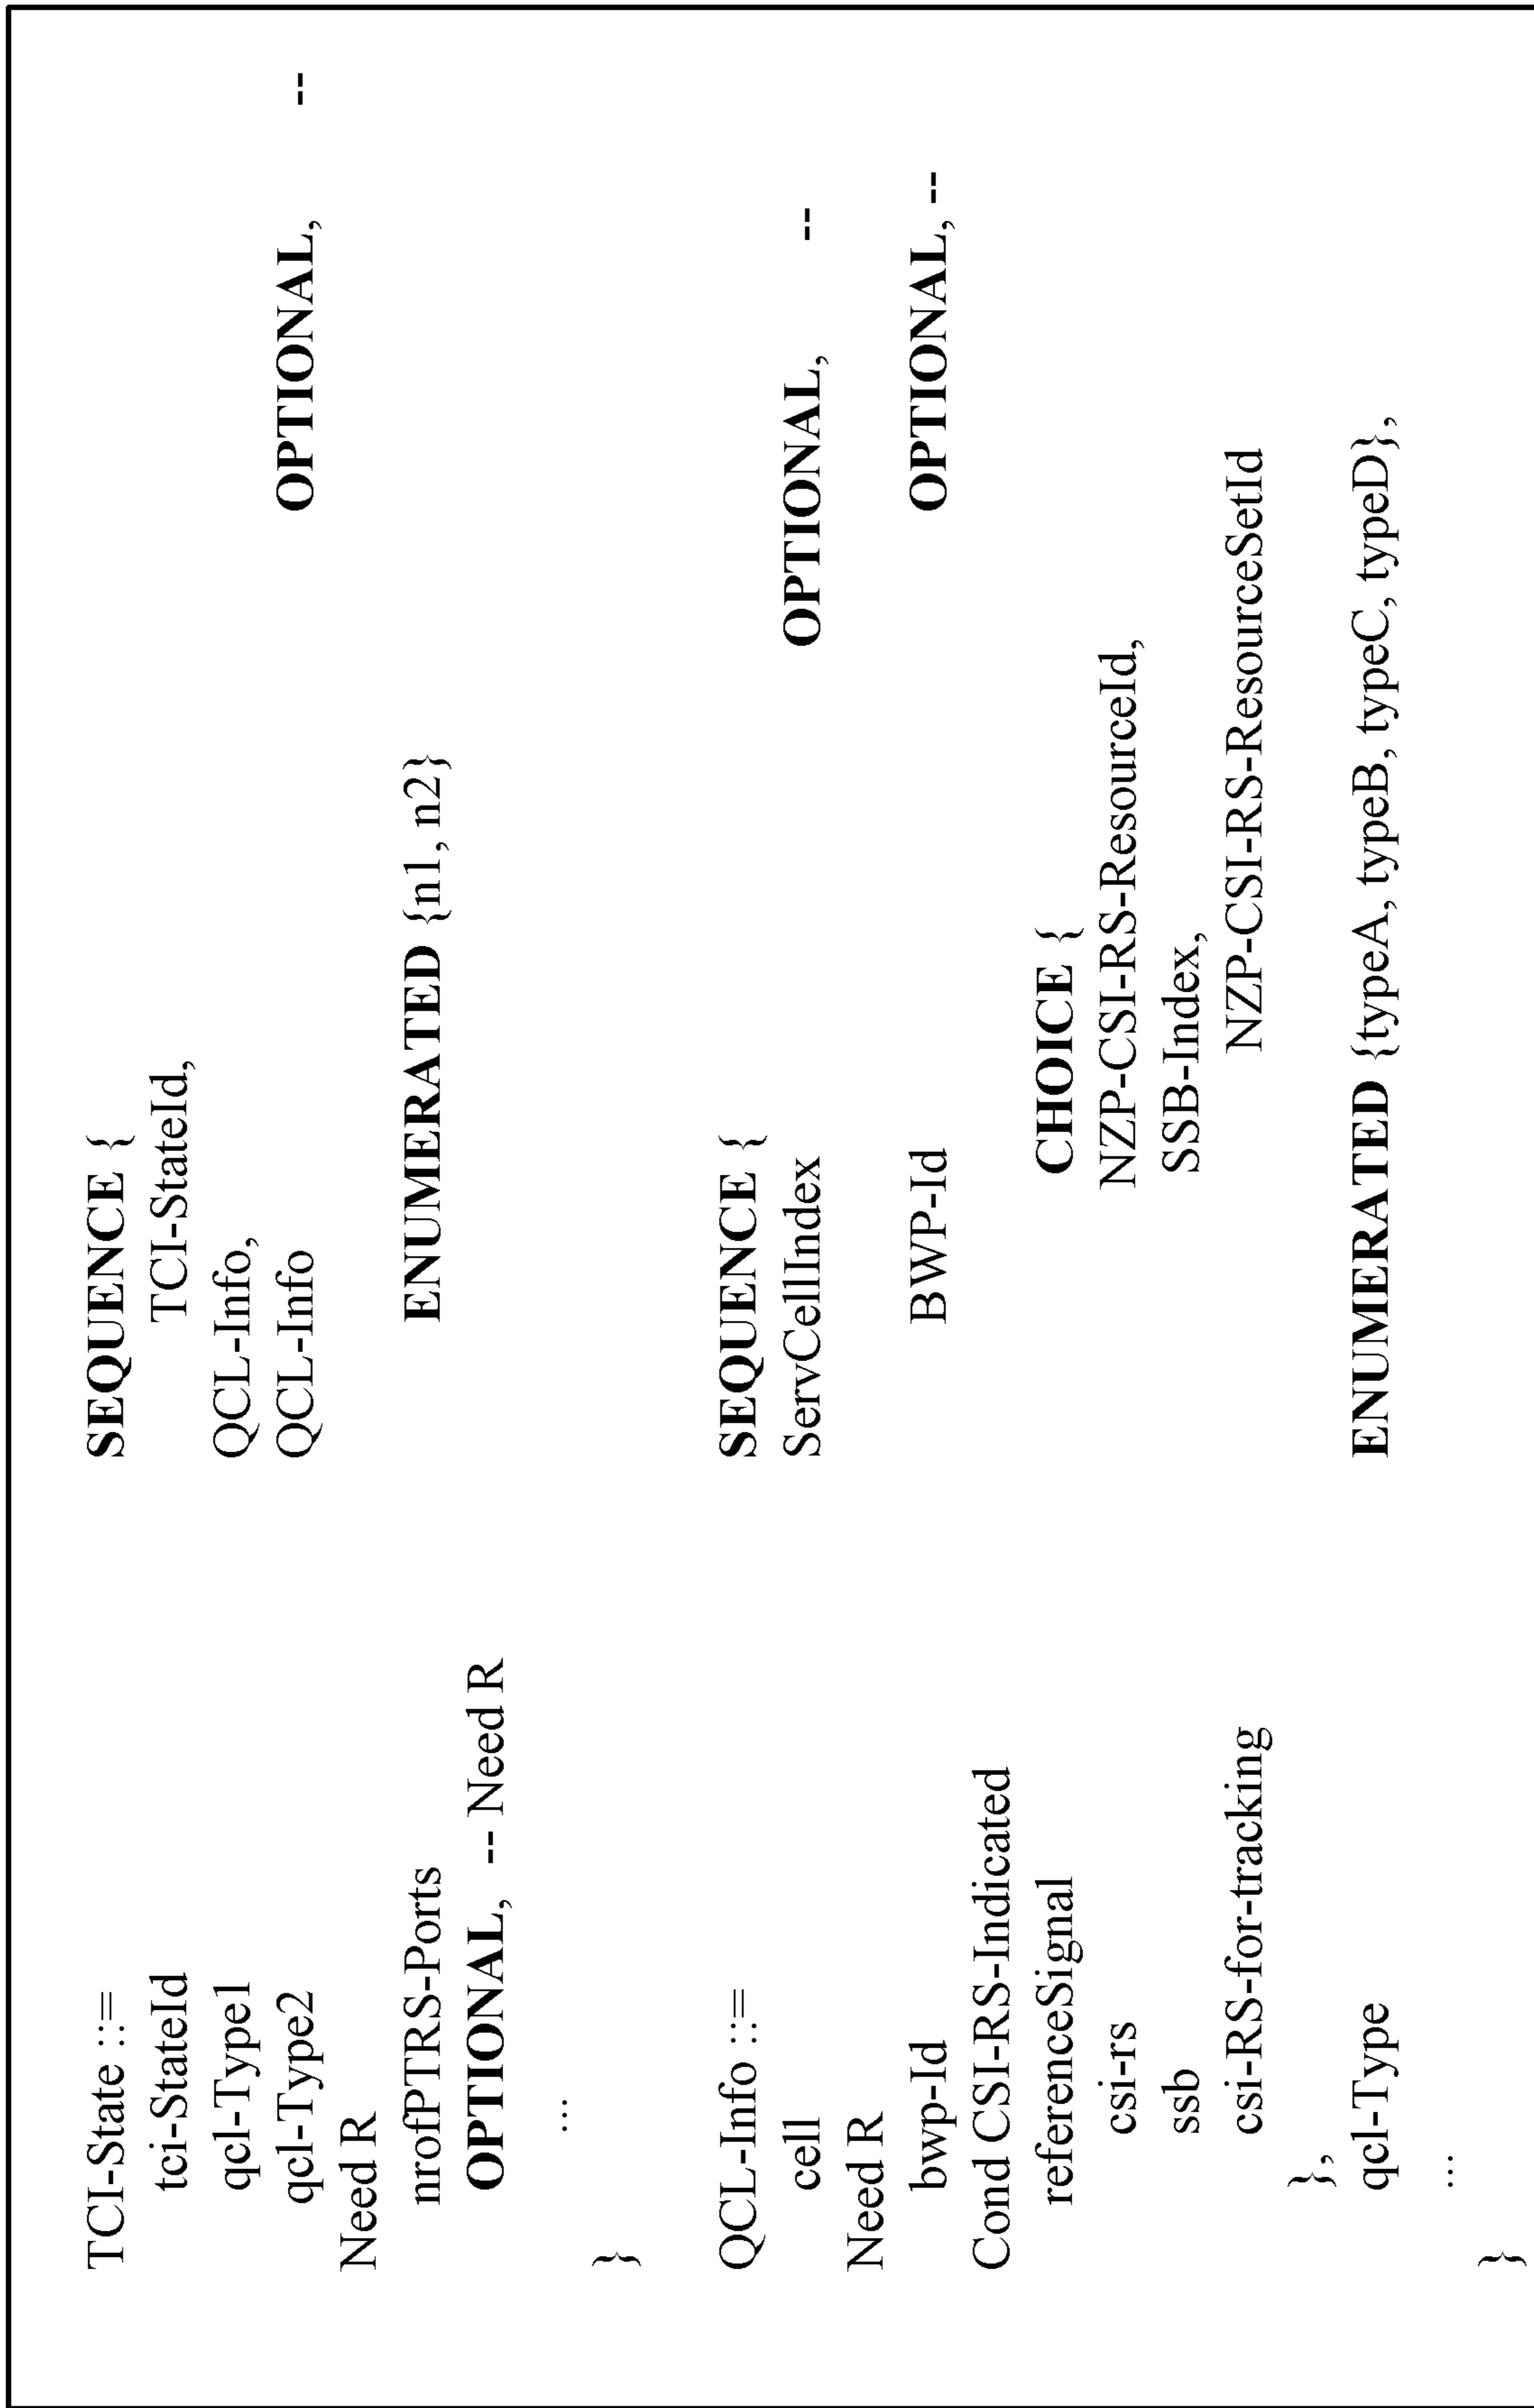 TCI-State ::= SEQUENCE {
tci-StateId TCI-StateId,
qcl-Type1 QCL-Info,
qcl-Type2 QCL-Info OPTIONAL, --
Need R
nrofPTRS-Ports ENUMERATED {n1, n2}
OPTIONAL, -- Need R
...
}
QCL-Info ::= SEQUENCE {
cell ServCellIndex OPTIONAL, --
Need R
bwp-Id BWP-Id OPTIONAL, --
Cond CSI-RS-Indicated
referenceSignal CHOICE {
csi-rs NZP-CSI-RS-ResourceId,
ssb SSB-Index,
csi-RS-for-tracking NZP-CSI-RS-ResourceSetId
},
qcl-Type ENUMERATED {typeA, typeB, typeC, typeD},
...
}